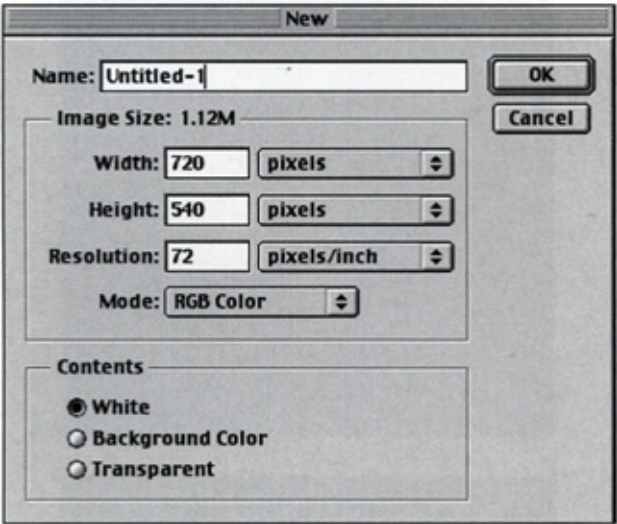 New
Name: Untitled-1
OK
Cancel
Image Size: 1.12M
Width: 720 pixels
Height: 540 pixels
Resolution: 72 pixels/inch
Mode: RGB Color
Contents
White
Background Color
Transparent